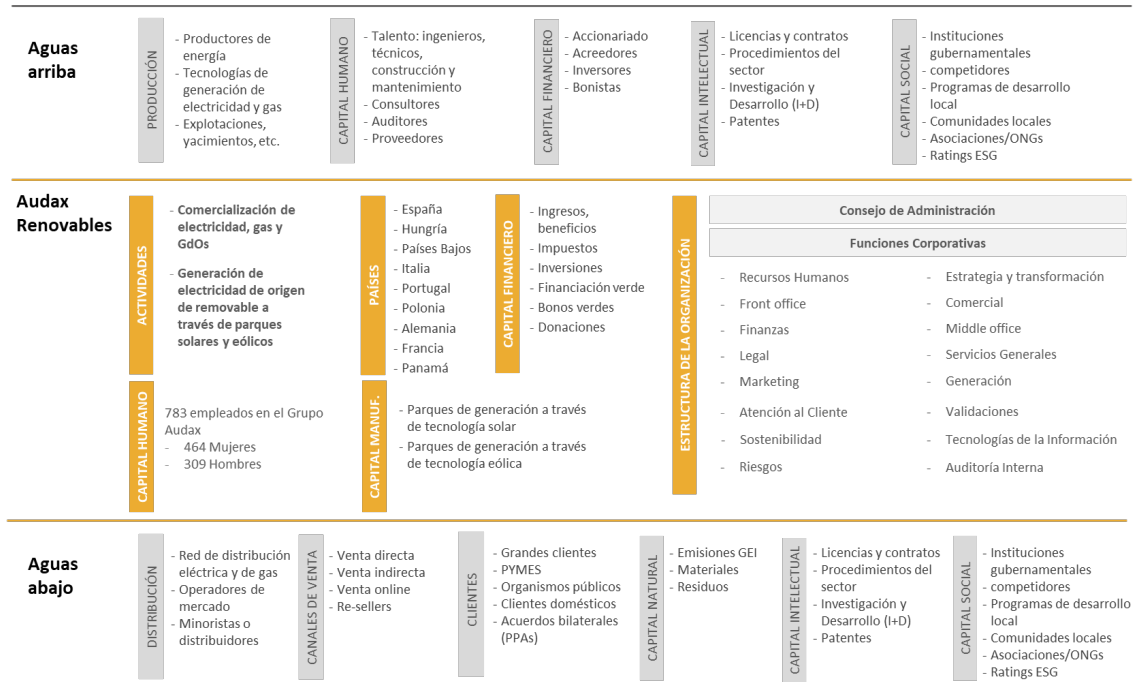 Aguas
arriba
PRODUCCIÓN
- Productores de
energía
- Tecnologías de
generación de
electricidad y gas
- Explotaciones,
yacimientos, etc.
CAPITAL HUMANO
- Talento: ingenieros,
técnicos,
construcción y
mantenimiento
- Consultores
- Auditores
- Proveedores
CAPITAL FINANCIERO
- Accionariado
- Acreedores
- Inversores
- Bonistas
CAPITAL INTELECTUAL
- Licencias y contratos
- Procedimientos del
sector
- Investigación y
Desarrollo (I+D)
- Patentes
CAPITAL SOCIAL
- Instituciones
gubernamentales
- competidores
- Programas de desarrollo
local
- Comunidades locales
- Asociaciones/ONGs
- Ratings ESG
Audax
Renovables
ACTIVIDADES
- Comercialización de
electricidad, gas y
GdOs
- Generación de
electricidad de origen
de removable a
través de parques
solares y eólicos
PAÍSES
- España
- Hungría
- Países Bajos
- Italia
- Portugal
- Polonia
- Alemania
- Francia
- Panamá
CAPITAL FINANCIERO
- Ingresos,
beneficios
- Impuestos
- Inversiones
- Financiación verde
- Bonos verdes
- Donaciones
ESTRUCTURA DE LA ORGANIZACIÓN
Consejo de Administración
Funciones Corporativas
- Recursos Humanos
- Front office
- Finanzas
- Legal
- Marketing
- Atención al Cliente
- Sostenibilidad
- Riesgos
- Estrategia y transformación
- Comercial
- Middle office
- Servicios Generales
- Generación
- Validaciones
- Tecnologías de la Información
- Auditoría Interna
CAPITAL HUMANO
783 empleados en el Grupo
Audax
- 464 Mujeres
- 309 Hombres
CAPITAL MANUF.
- Parques de generación a través
de tecnología solar
- Parques de generación a través
de tecnología eólica
Aguas
abajo
DISTRIBUCIÓN
- Red de distribución
eléctrica y de gas
- Operadores de
mercado
- Minoristas o
distribuidores
CANALES DE VENTA
- Venta directa
- Venta indirecta
- Venta online
- Re-sellers
CLIENTES
- Grandes clientes
- PYMES
- Organismos públicos
- Clientes domésticos
- Acuerdos bilaterales
(PPAs)
CAPITAL NATURAL
- Emisiones GEI
- Materiales
- Residuos
CAPITAL INTELECTUAL
- Licencias y contratos
- Procedimientos del
sector
- Investigación y
Desarrollo (I+D)
- Patentes
CAPITAL SOCIAL
- Instituciones
gubernamentales
- competidores
- Programas de desarrollo
local
- Comunidades locales
- Asociaciones/ONGs
- Ratings ESG